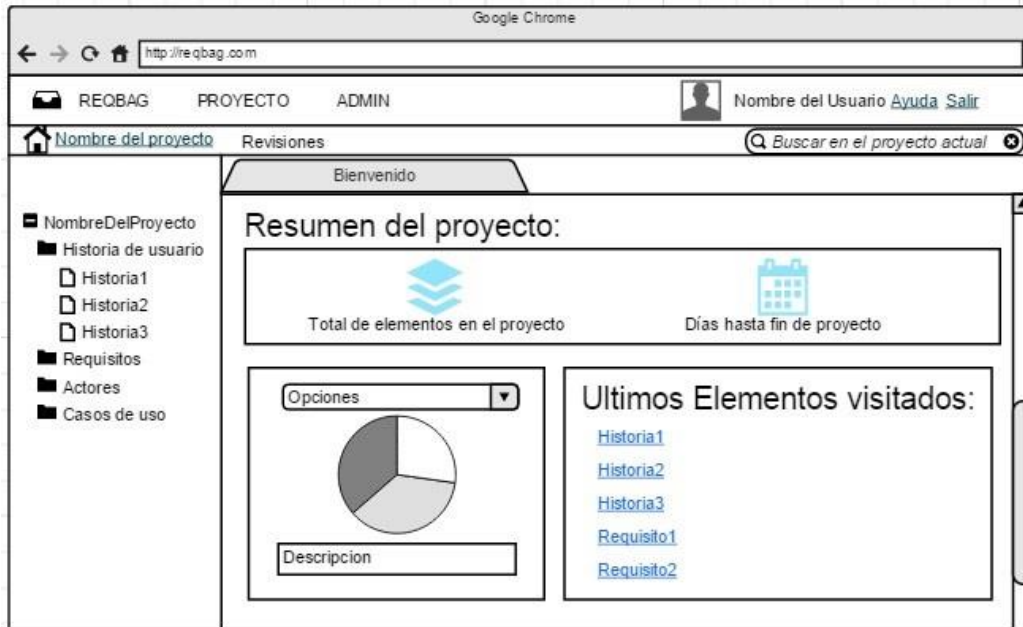 Google Chrome
http://reqbag.com
REQBAG PROYECTO ADMIN Nombre del Usuario Ayuda Salir
Nombre del proyecto Revisiones Buscar en el proyecto actual
Bienvenido
NombreDelProyecto
Historia de usuario
Historia1
Historia2
Historia3
Requisitos
Actores
Casos de uso
Resumen del proyecto:
Total de elementos en el proyecto Días hasta fin de proyecto
Opciones
Descripcion
Ultimos Elementos visitados:
Historia1
Historia2
Historia3
Requisito1
Requisito2